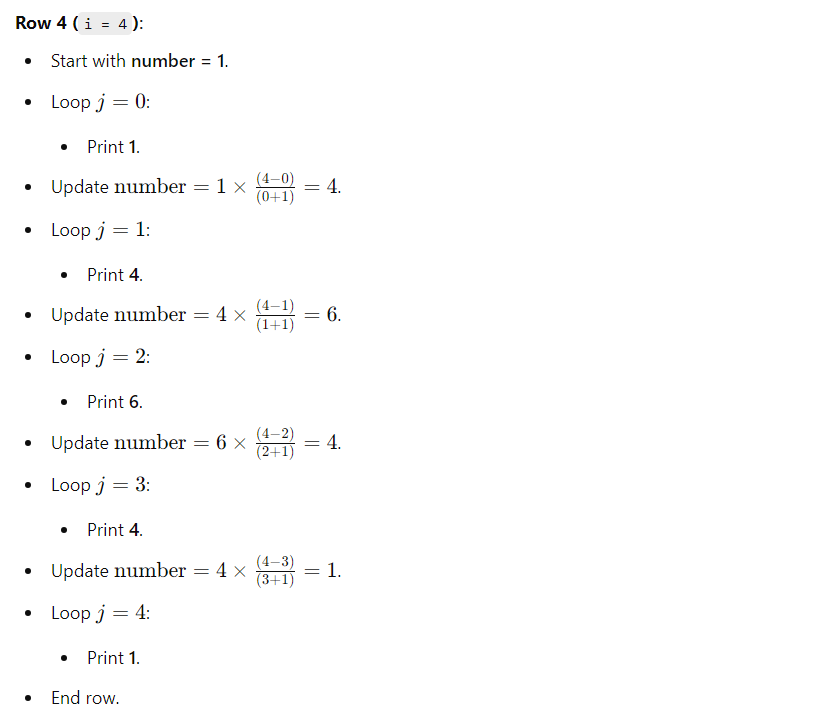 Row 4 ( i = 4 ):
• Start with number = 1.
• Loop j = 0:
• Print 1.
• Update number = 1 × (4−0)/(0+1) = 4.
• Loop j = 1:
• Print 4.
• Update number = 4 × (4−1)/(1+1) = 6.
• Loop j = 2:
• Print 6.
• Update number = 6 × (4−2)/(2+1) = 4.
• Loop j = 3:
• Print 4.
• Update number = 4 × (4−3)/(3+1) = 1.
• Loop j = 4:
• Print 1.
• End row.